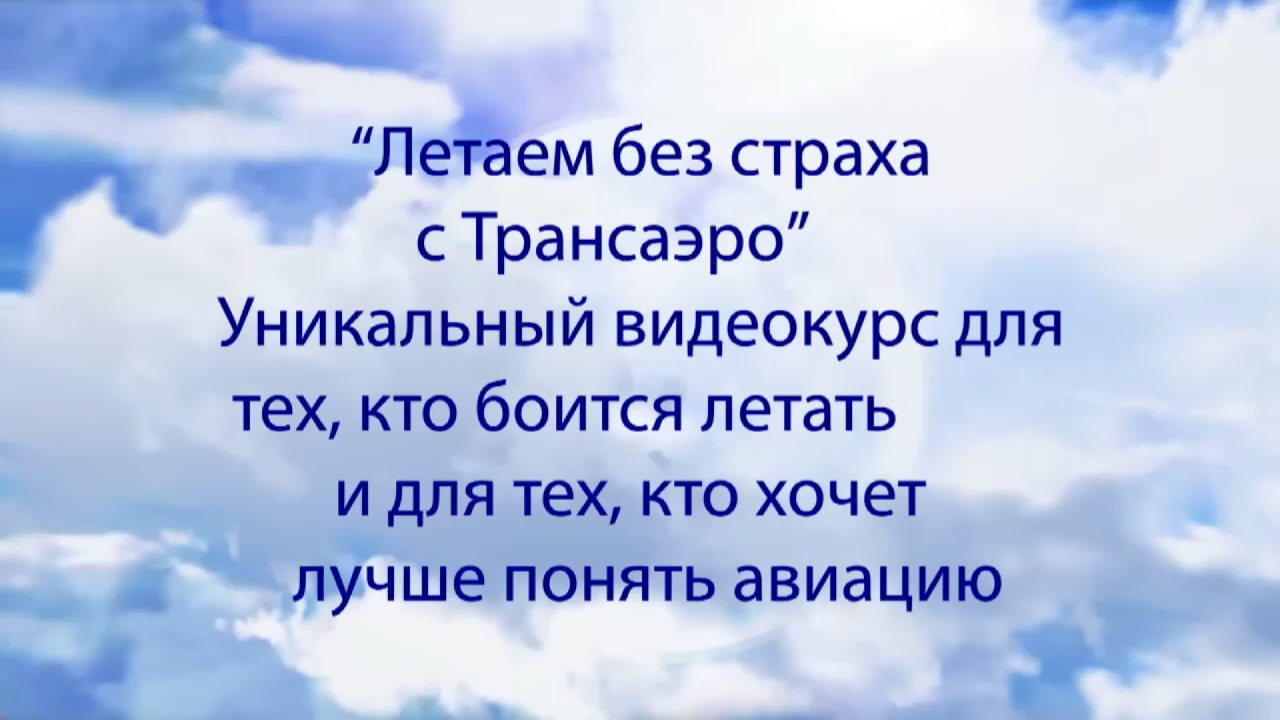 “Летаем без страха
с Трансаэро”
Уникальный видеокурс для
тех, кто боится летать
и для тех, кто хочет
лучше понять авиацию